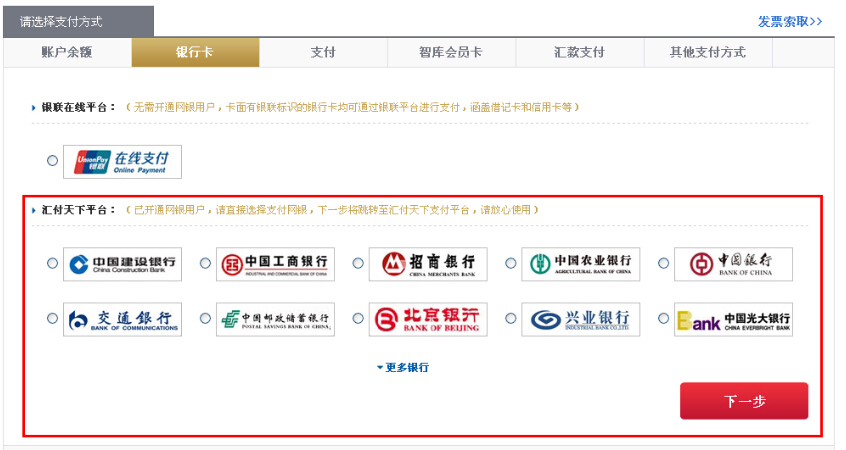 请选择支付方式
发票索取>>
账户余额 银行卡 支付 智库会员卡 汇款支付 其他支付方式
银联在线平台：（无需开通网银用户，卡面有银联标识的银行卡均可通过银联平台进行支付，涵盖借记卡和信用卡等）
UnionPay 银联 在线支付 Online Payment
汇付天下平台：（已开通网银用户，请直接选择支付网银，下一步将跳转至汇付天下支付平台，请放心使用）
中国建设银行 中国工商银行 招商银行 中国农业银行 中国银行
China Construction Bank INDUSTRIAL AND COMMERCIAL BANK OF CHINA CHINA MERCHANTS BANK AGRICULTURAL BANK OF CHINA BANK OF CHINA
交通银行 中国邮政储蓄银行 北京银行 兴业银行 Bank 中国光大银行
BANK OF COMMUNICATIONS POSTAL SAVINGS BANK OF CHINA BANK OF BEIJING INDUSTRIAL BANK CO.,LTD. CHINA EVERBRIGHT BANK
更多银行
下一步